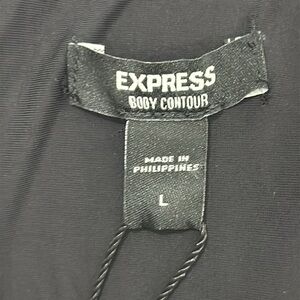 EXPRESS
BODY CONTOUR
MADE IN
PHILIPPINES
L